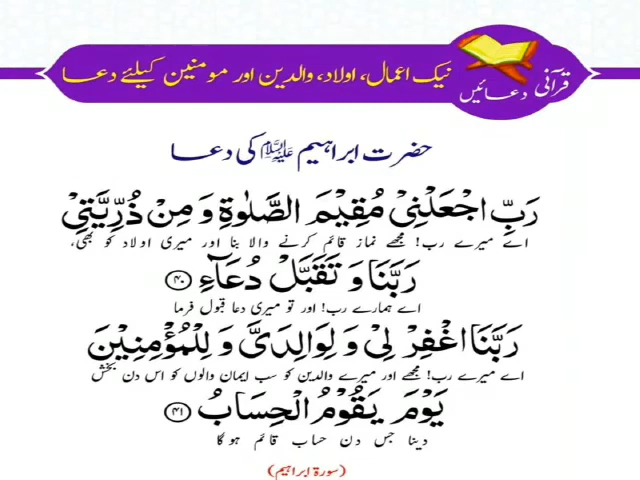 قرآنی دعائیں
نیک اعمال، اولاد، والدین اور مومنین کیلئے دعا
حضرت ابراہیم علیہ السلام کی دعا
رَبِّ اجْعَلْنِیْ مُقِیْمَ الصَّلٰوةِ وَ مِنْ ذُرِّیَّتِیْ
اے میرے رب! مجھے نماز قائم کرنے والا بنا اور میری اولاد کو بھی،
رَبَّنَا وَ تَقَبَّلْ دُعَآءِ ﴿۴۰﴾
اے ہمارے رب! اور تو میری دعا قبول فرما
رَبَّنَا اغْفِرْ لِیْ وَ لِوَالِدَیَّ وَ لِلْمُؤْمِنِیْنَ
اے میرے رب! مجھے اور میرے والدین کو سب ایمان والوں کو اس دن بخش
یَوْمَ یَقُوْمُ الْحِسَابُ ﴿۴۱﴾
دینا جس دن حساب قائم ہو گا
(سورۃ ابراہیم)